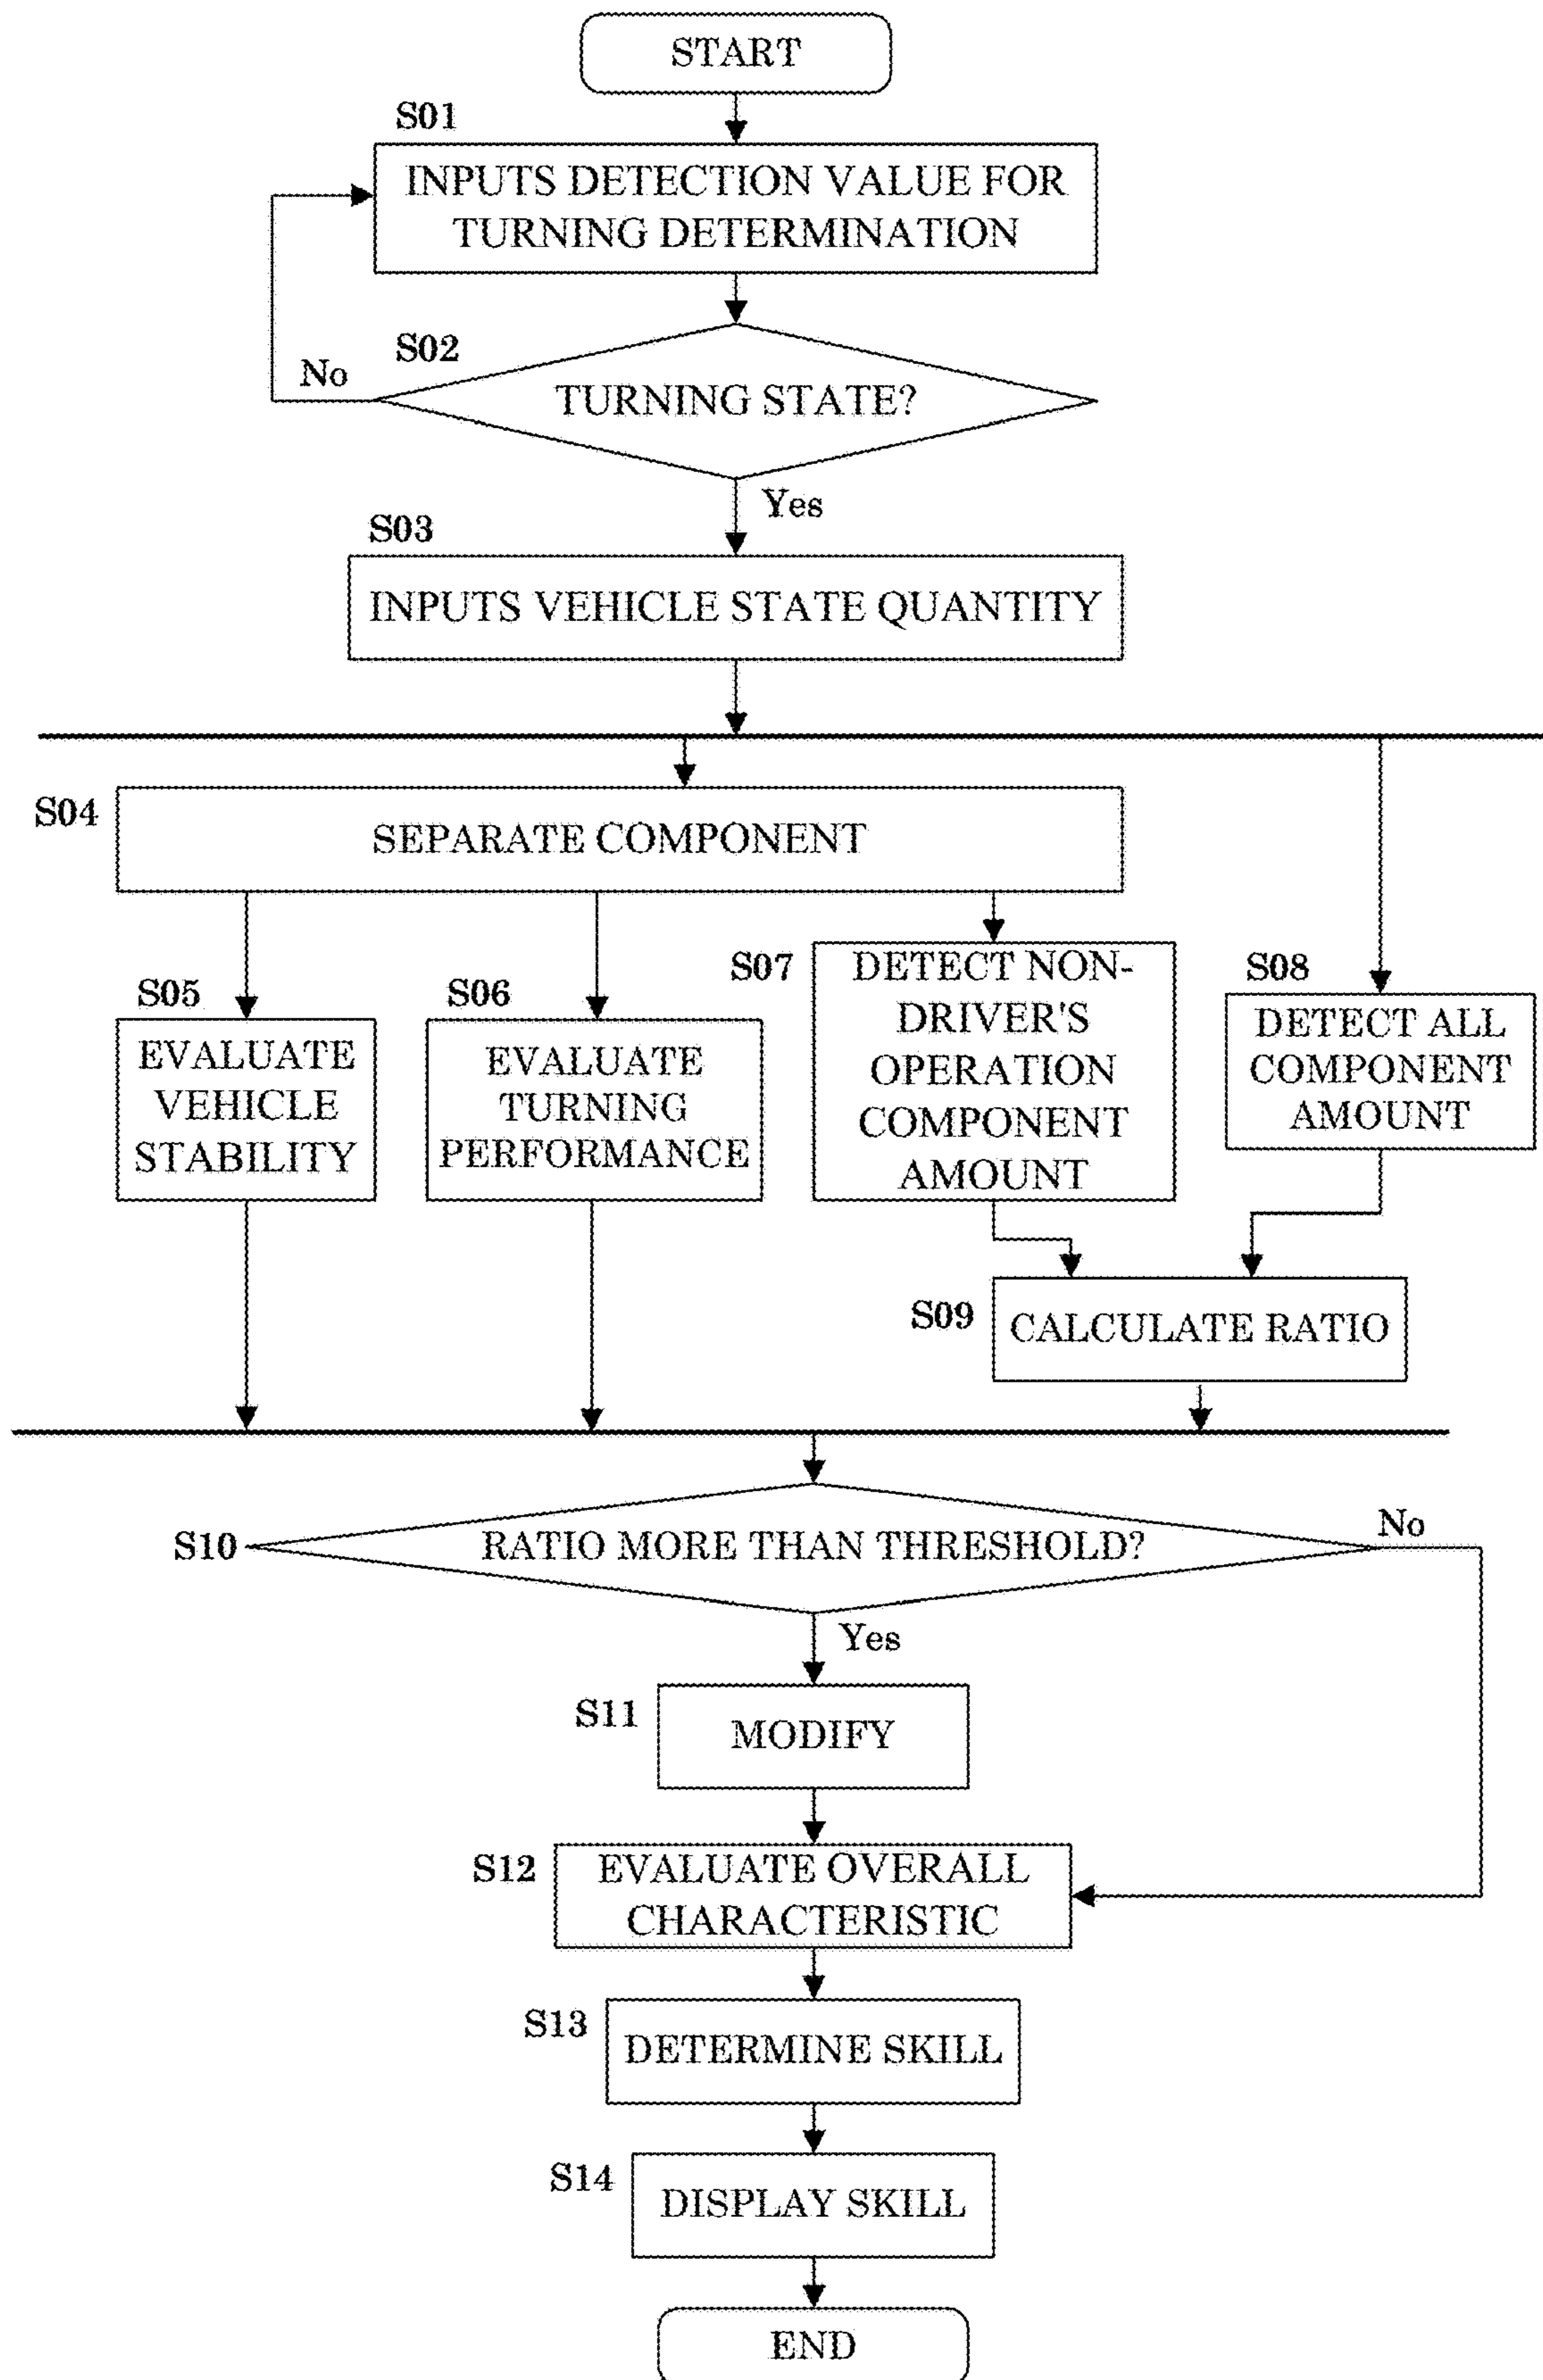 START
S01
INPUTS DETECTION VALUE FOR
TURNING DETERMINATION
S02
No
TURNING STATE?
Yes
S03
INPUTS VEHICLE STATE QUANTITY
S04
SEPARATE COMPONENT
S05
EVALUATE
VEHICLE
STABILITY
S06
EVALUATE
TURNING
PERFORMANCE
S07
DETECT NON-
DRIVER'S
OPERATION
COMPONENT
AMOUNT
S08
DETECT ALL
COMPONENT
AMOUNT
S09
CALCULATE RATIO
S10
RATIO MORE THAN THRESHOLD?
No
Yes
S11
MODIFY
S12
EVALUATE OVERALL
CHARACTERISTIC
S13
DETERMINE SKILL
S14
DISPLAY SKILL
END